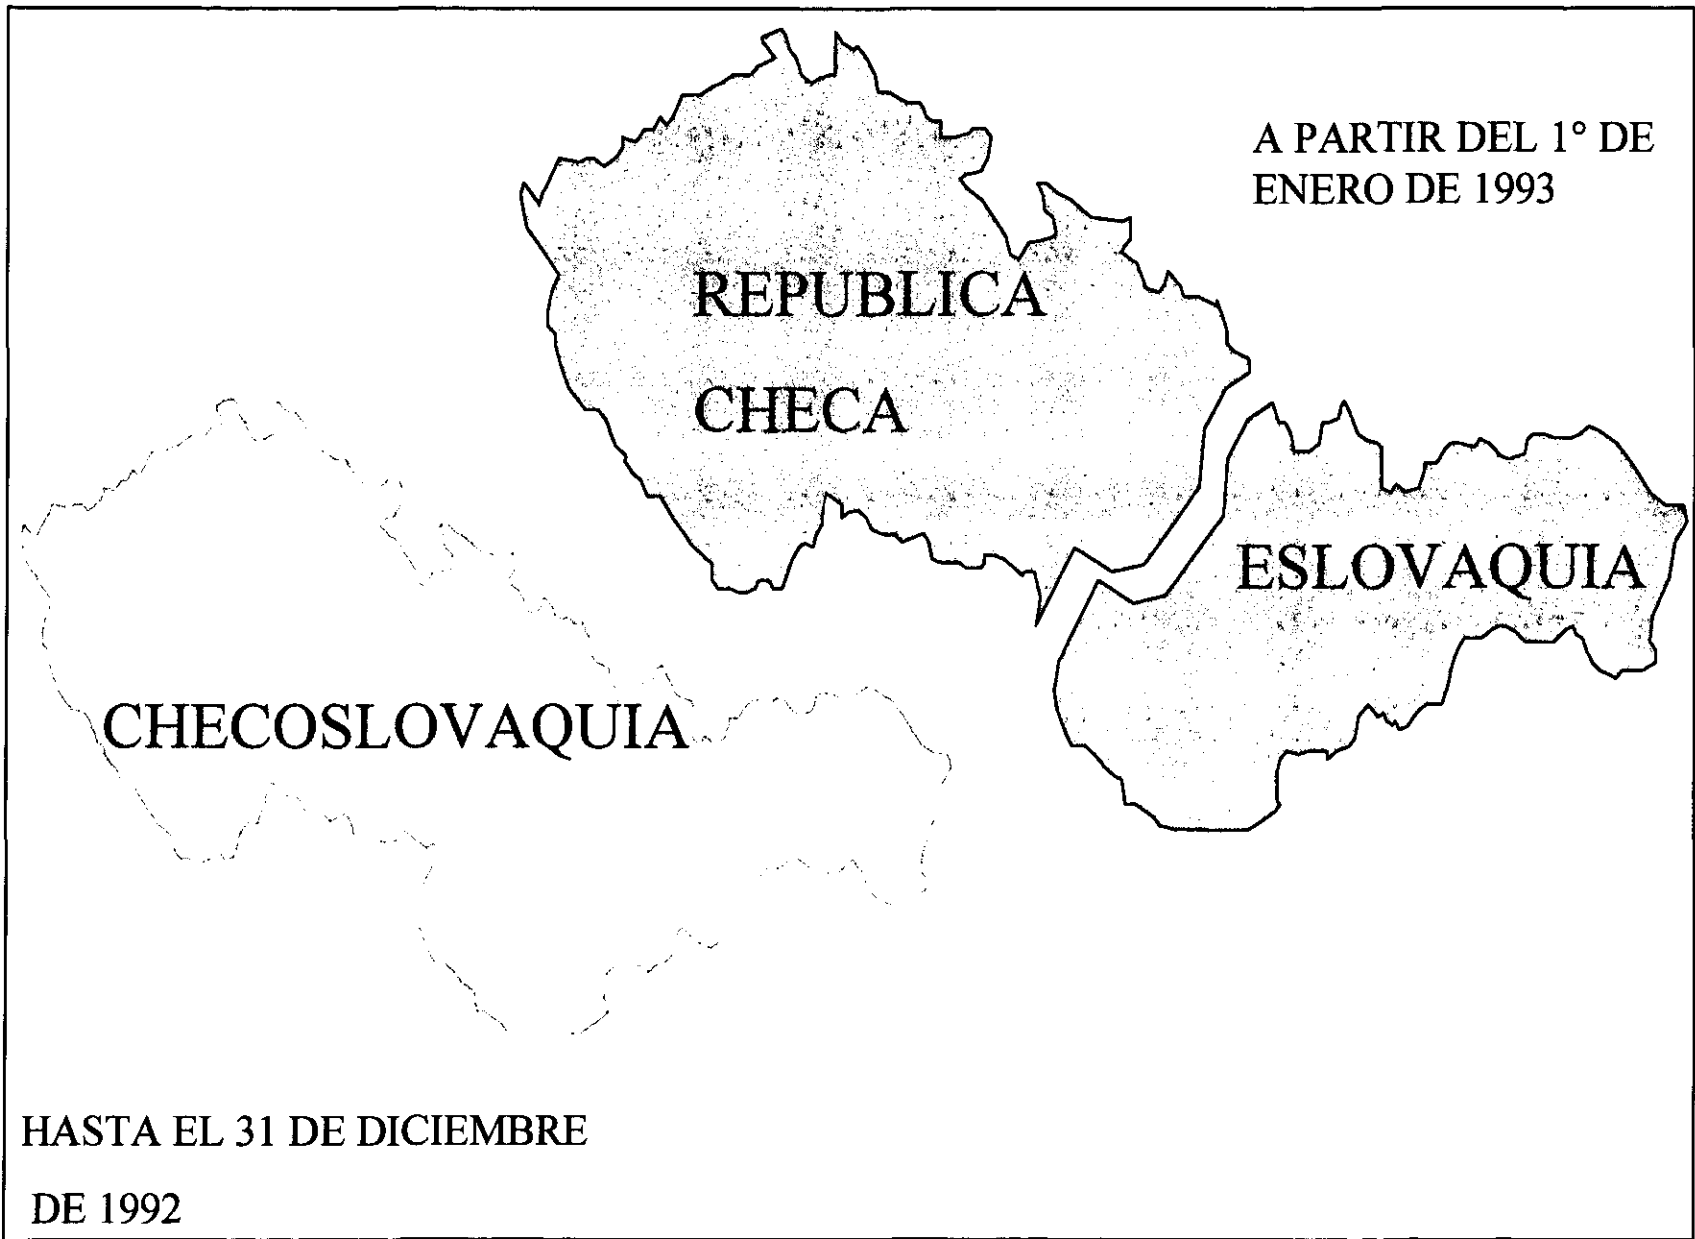 A PARTIR DEL 1° DE
ENERO DE 1993
REPUBLICA
CHECA
ESLOVAQUIA
CHECOSLOVAQUIA
HASTA EL 31 DE DICIEMBRE
DE 1992